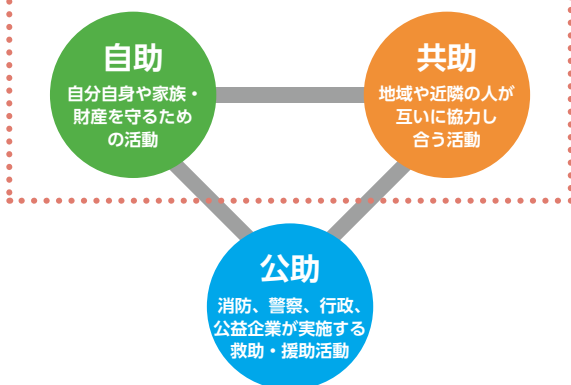 自助
自分自身や家族・
財産を守るため
の活動
共助
地域や近隣の人が
互いに協力し
合う活動
公助
消防、警察、行政、
公益企業が実施する
救助・援助活動